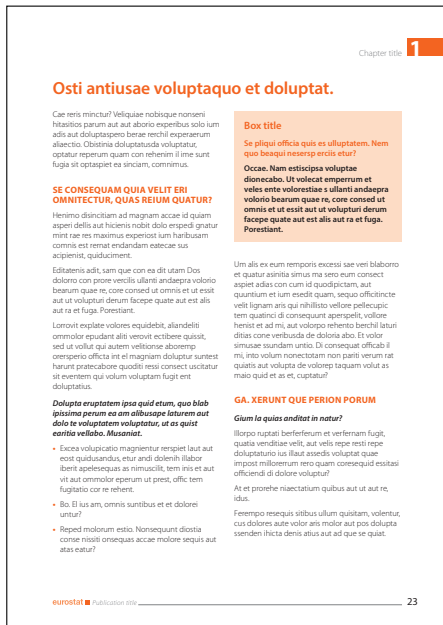 Chapter title 1
Osti antiusae voluptaquo et doluptat.
Cae reris minctur? Veliquiae nobisque nonseni
hitasitios parum aut aut aborio experibus solo ium
adis aut doluptaspero berae rerchil experaerum
aliaectio. Obistinia doluptatusda voluptatur,
optatur reperum quam con rehenim il ime sunt
fugia sit optaspiet ea sinciam, comnimus.
SE CONSEQUAM QUIA VELIT ERI
OMNITECTUR, QUAS REIUM QUATUR?
Henimo disincitiam ad magnam accae id quiam
asperi dellis aut hicienis nobit dolo erspedi gnatur
mint rae res maximus experiost ium haribusam
comnis est remat endandam eatecae sus
acipienist, quiduciment.
Editatenis adit, sam que con ea dit utam Dos
dolorro con prore vercilis ullanti andaepra volorio
bearum quae re, core consed ut omnis et ut essit
aut ut volupturi derum facepe quate aut est alis
aut ra et fuga. Porestiant.
Lorrovit explate volores equidebit, aliandeliti
ommolor epudant aliti verovit ectibere quissit,
sed ut vollut qui autem velitionse aboremp
orersperio officta int el magniam doluptur suntest
harunt pratecabore quoditi ressi consect uscitatur
sit eventem qui volum voluptam fugit ent
doluptatius.
Dolupta eruptatem ipsa quid etum, quo blab
ipissima perum ea am alibusape laturem aut
dolo te voluptatem voluptatur, ut as quist
earitia vellabo. Musaniat.
• Excea volupicatio magnientur rerspiet laut aut
eost quidusandus, etur andi dolenih illabor
iberit apelesequas as nimuscilit, tem inis et aut
vit aut ommolor eperum ut prest, offic tem
fugitatio cor re rehent.
• Bo. El ius am, omnis suntibus et et dolorei
untur?
• Reped molorum estio. Nonsequnt diostia
conse nissiti onsequas accae molore sequis aut
atas eatur?
Box title
Se pliqui officia quis es ulluptatem. Nem
quo beaqui nesersp erciis etur?
Occae. Nam estiscipsa voluptae
dionecabo. Ut volecat emperrum et
veles ente volorestiae s ullanti andaepra
volorio bearum quae re, core consed ut
omnis et ut essit aut ut volupturi derum
facepe quate aut est alis aut ra et fuga.
Porestiant.
Um alis ex eum remporis excessi sae veri blaborro
et quatur asinitia simus ma sero eum consect
aspiet adias con cum id quodipictam, aut
quuntium et ium esedit quam, sequo officinctte
velit lignam aris qui nihillisto vellore pellecupic
tem quatinci di consequnt aperspelit, vollore
henist et ad mi, aut volorpo rehento berchil laturi
ditias cone veribusda de doloria abo. Et volor
simusae ssundum untio. Di consequat officab il
mi, into volum nonectotam non pariti verum rat
quiatis aut volupta de volorep taquam volut as
maio quid et as et, cuptatur?
GA. XERUNT QUE PERION PORUM
Gium la quias anditat in natur?
Illorpo ruptati berferferum et verfernam fugit,
quatia venditiae velit, aut velis repe resti repe
doluptaturio ius illaut assedis voluptat quae
impost millorerrum rero quam coresequid essitasi
officiendi di dolore voluptur?
At et prorehe niaectatium quibus aut ut aut re,
idus.
Ferempo resequis sitibus ullum quisitam, volentur,
cus dolores aute volor aris molor aut pos dolupta
ssenden ihicta denis atius aut ad que se quiat.
eurostat Publication title 23